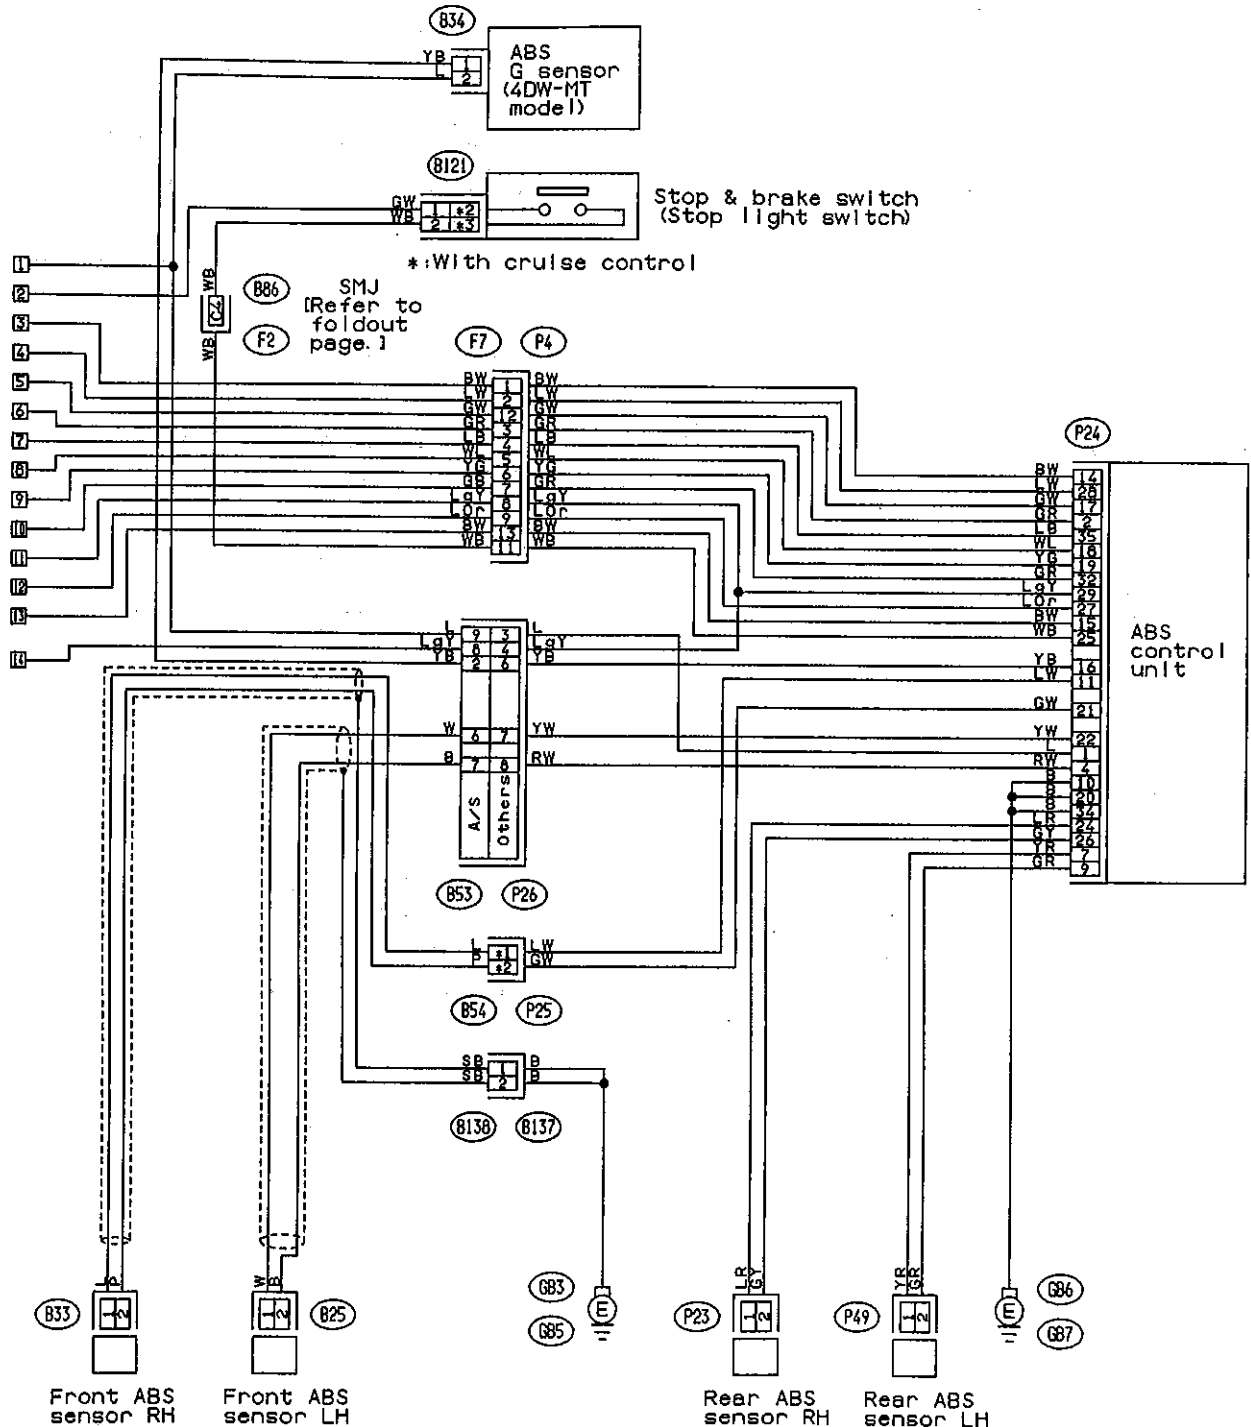 B34
YB 1
L 2
ABS
G sensor
(4DW-MT
model)
B121
GW 1 *2
WB 2 *3
Stop & brake switch
(Stop light switch)
*:With cruise control
1
2
3
4
5
6
7
8
9
10
11
12
13
14
WB
C4
WB
B86
F2
SMJ
[Refer to
foldout
page.]
F7 P4
BW 1 BW
LW 2 LW
GW 12 GW
GR 3 GR
LB 4 LB
WL 5 WL
YG 6 YG
GB 7 GR
LgY 8 LgY
LOr 9 LOr
BW 13 BW
WB 11 WB
P24
BW 14
LW 28
GW 17
GR 2
LB 35
WL 18
YG 19
GR 32
LgY 29
LOr 27
BW 15
WB 25
YB 16
LW 11
GW 21
YW 22
L 1
RW 4
B 10
B 20
B 34
LR 24
GY 26
YR 7
GR 9
ABS
control
unit
L 9 3 L
LgY 8 4 LgY
YB 2 6 YB
W 6 7 YW
B 7 8 RW
A/S Others
B53 P26
L *1 LW
P *2 GW
B54 P25
SB 1 B
SB 2 B
B138 B137
B33
L P
1 2
Front ABS
sensor RH
W B
1 2
B25
Front ABS
sensor LH
GB3
E
GB5
P23
LR GY
1 2
Rear ABS
sensor RH
P49
YR GR
1 2
Rear ABS
sensor LH
GB6
E
GB7